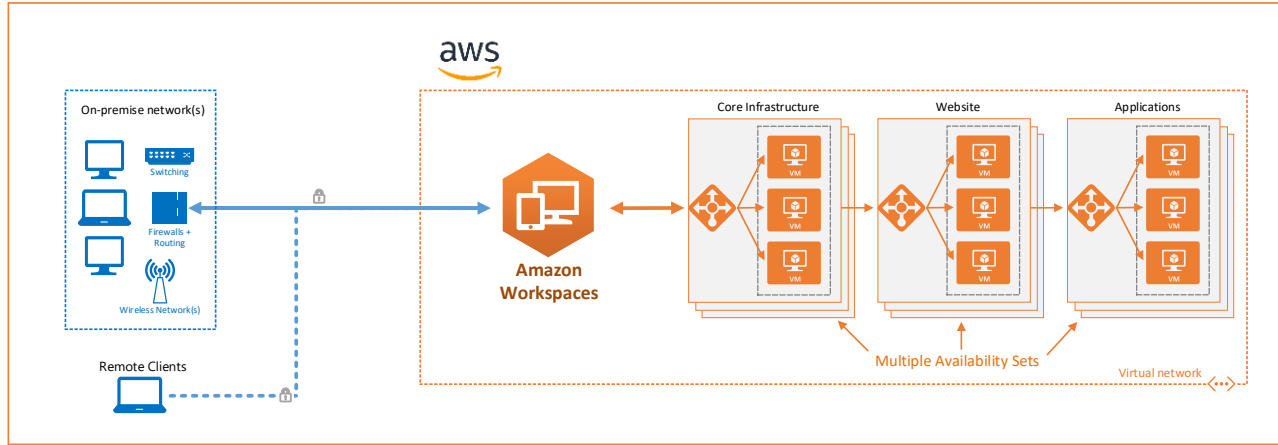 aws
On-premise network(s)
Switching
Firewalls +
Routing
Wireless Network(s)
Remote Clients
Amazon
Workspaces
Core Infrastructure
VM
VM
VM
Website
VM
VM
VM
Applications
VM
VM
VM
Multiple Availability Sets
Virtual network